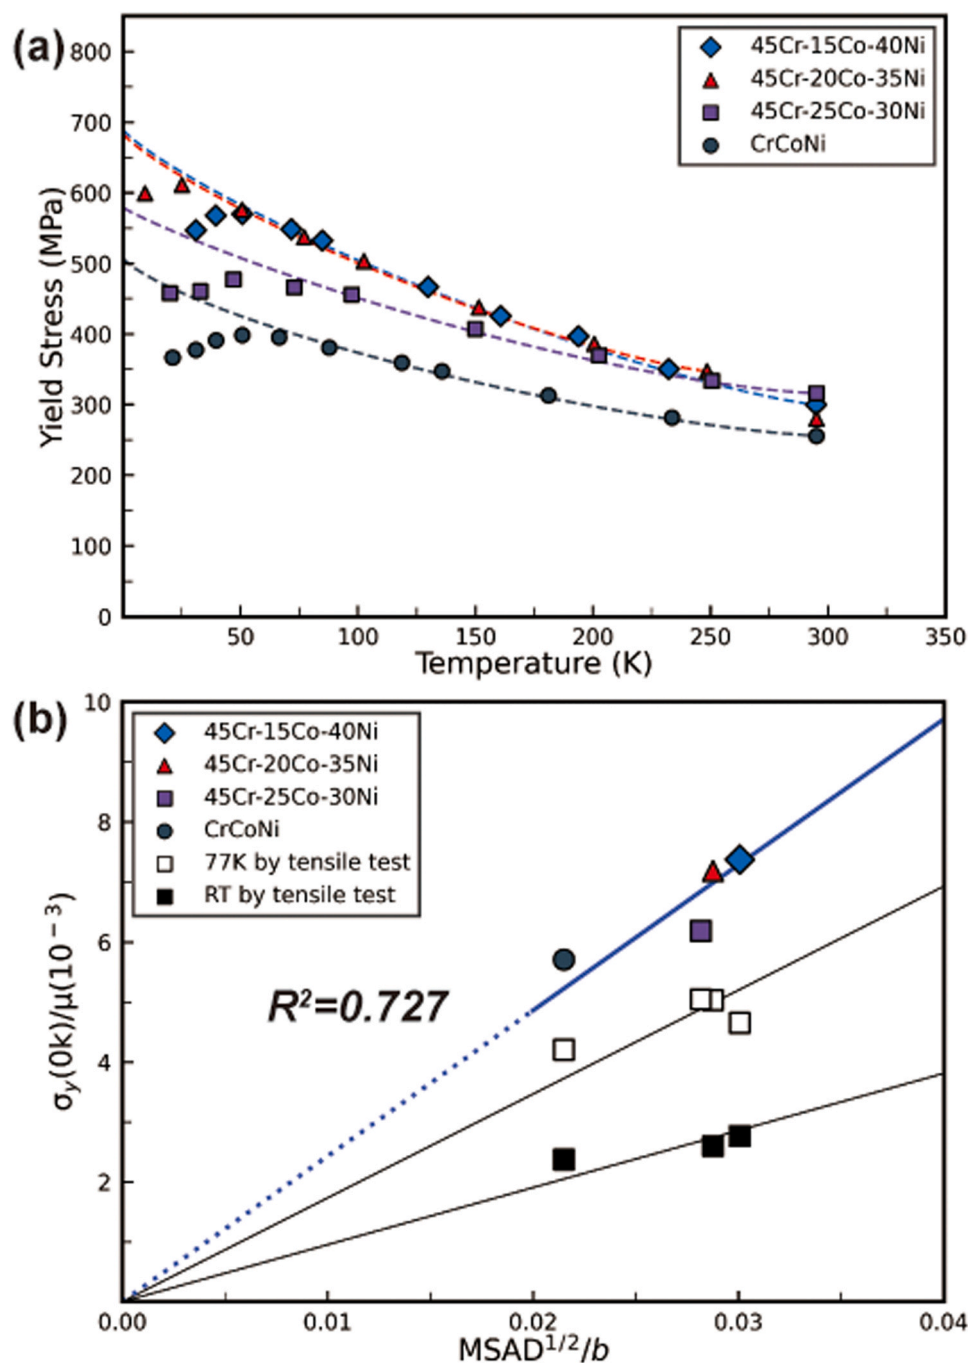 (a)
Yield Stress (MPa)
800
700
600
500
400
300
200
100
0
45Cr-15Co-40Ni
45Cr-20Co-35Ni
45Cr-25Co-30Ni
CrCoNi
50 100 150 200 250 300 350
Temperature (K)
(b)
σy(0k)/μ(10⁻³)
10
8
6
4
2
45Cr-15Co-40Ni
45Cr-20Co-35Ni
45Cr-25Co-30Ni
CrCoNi
77K by tensile test
RT by tensile test
R²=0.727
0.00 0.01 0.02 0.03 0.04
MSAD¹/²/b